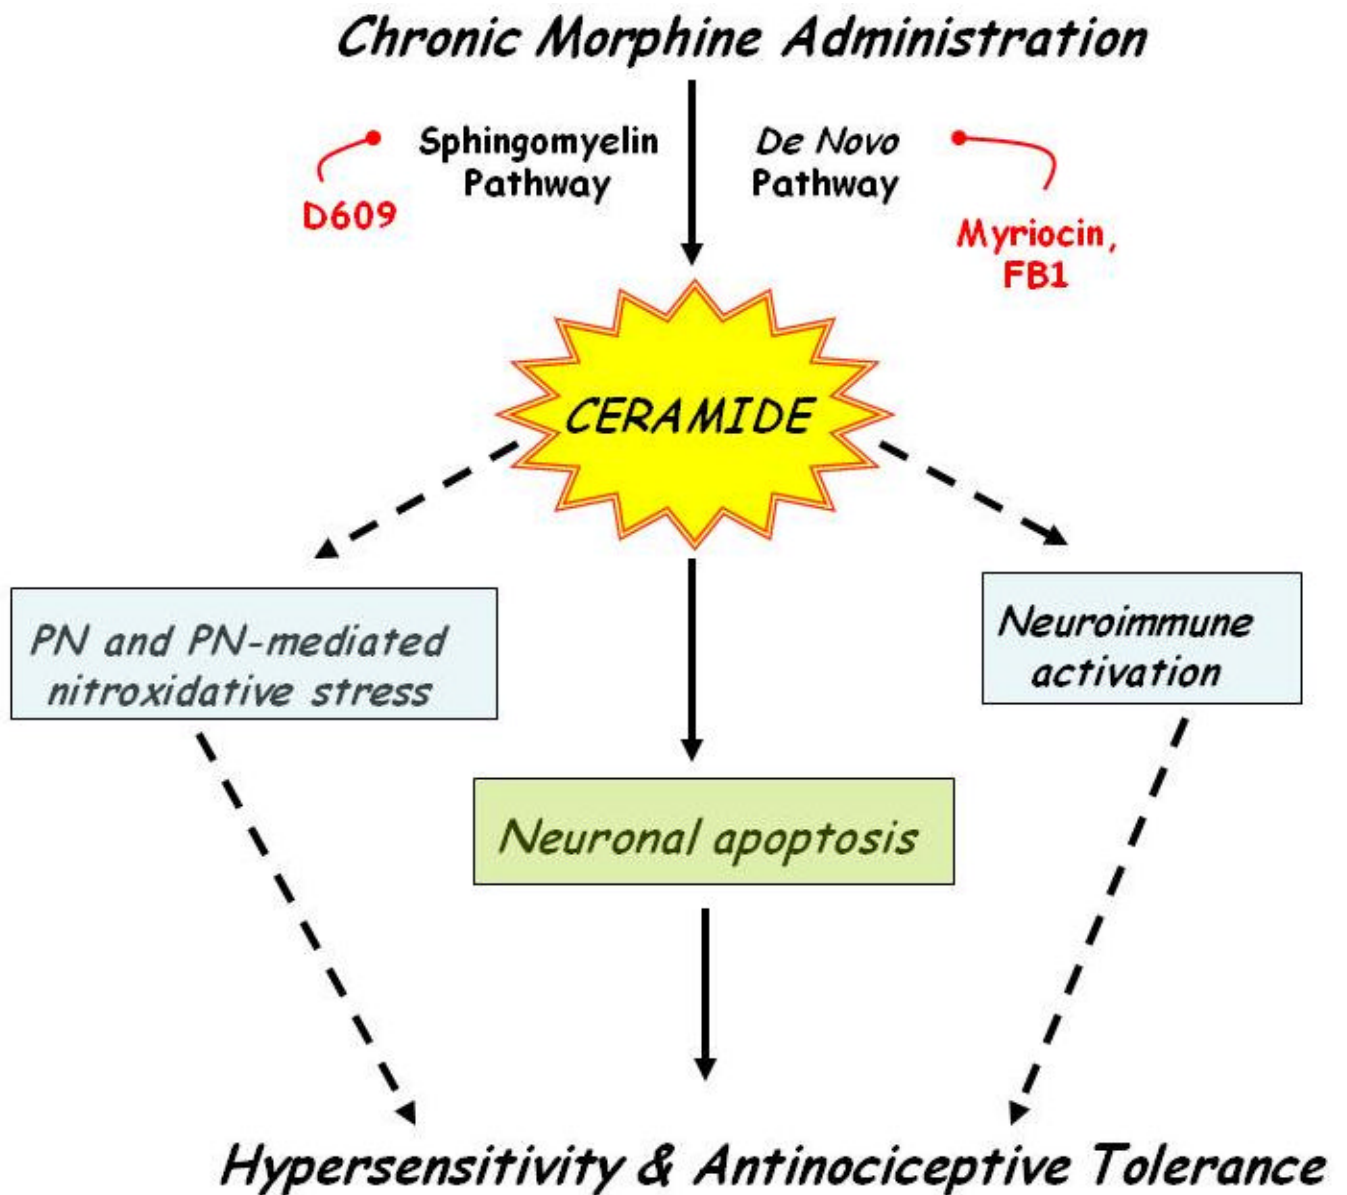 Chronic Morphine Administration
Sphingomyelin
Pathway
De Novo
Pathway
D609
Myriocin,
FB1
CERAMIDE
PN and PN-mediated
nitroxidative stress
Neuroimmune
activation
Neuronal apoptosis
Hypersensitivity & Antinociceptive Tolerance